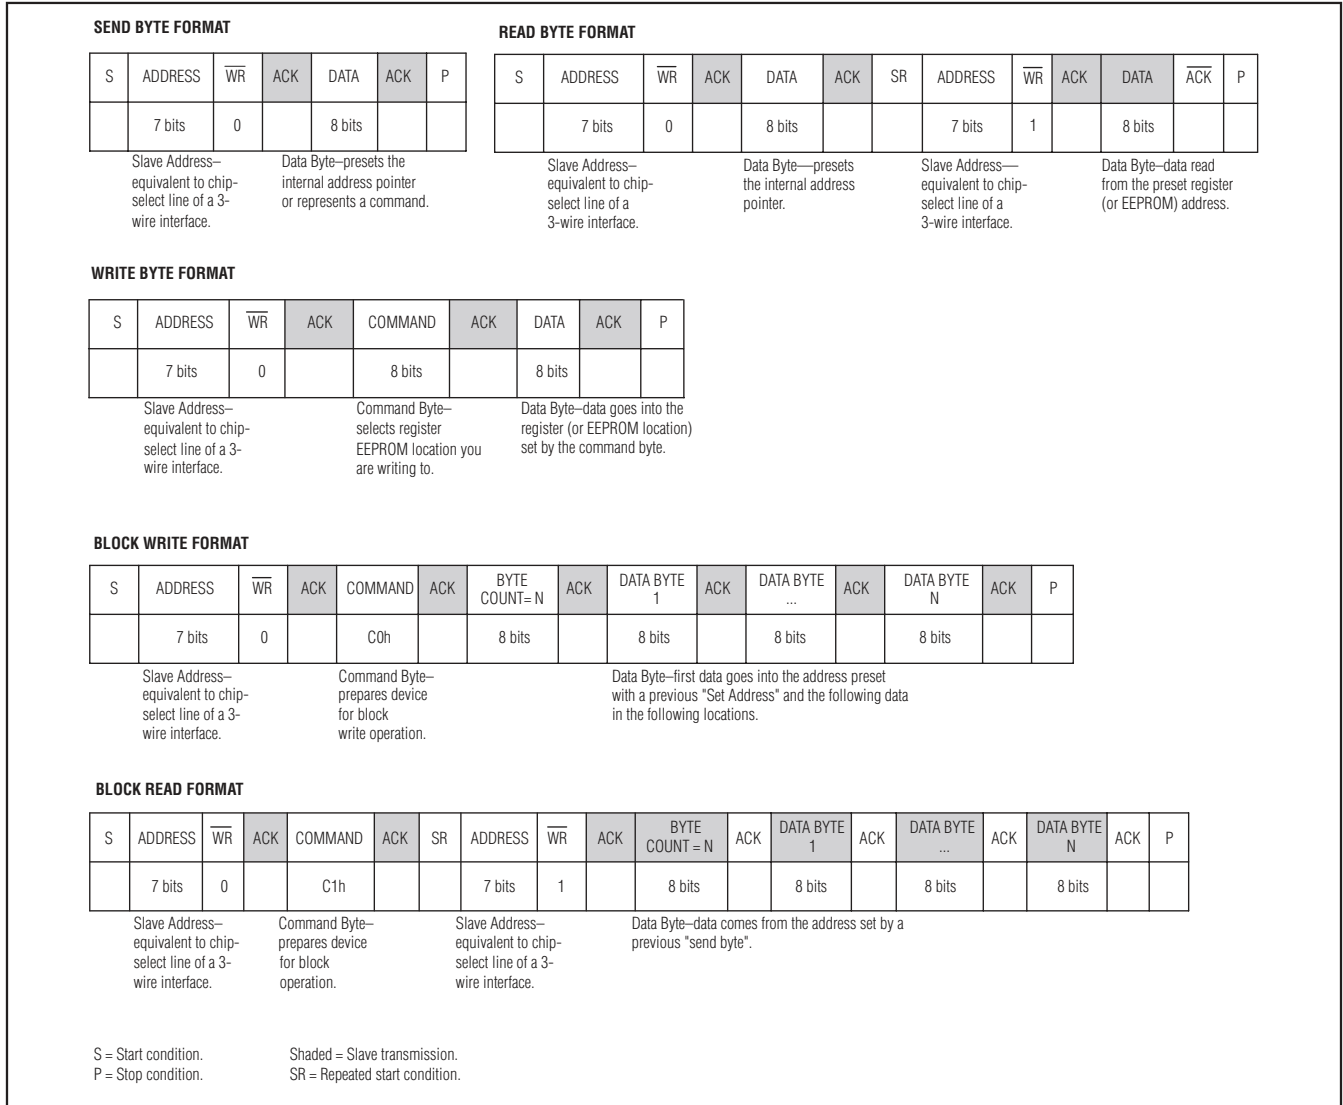 SEND BYTE FORMAT
S ADDRESS WR ACK DATA ACK P
7 bits 0 8 bits
Slave Address–
equivalent to chip-
select line of a 3-
wire interface.
Data Byte–presets the
internal address pointer
or represents a command.
READ BYTE FORMAT
S ADDRESS WR ACK DATA ACK SR ADDRESS WR ACK DATA ACK P
7 bits 0 8 bits 7 bits 1 8 bits
Slave Address–
equivalent to chip-
select line of a
3-wire interface.
Data Byte—presets
the internal address
pointer.
Slave Address—
equivalent to chip-
select line of a
3-wire interface.
Data Byte–data read
from the preset register
(or EEPROM) address.
WRITE BYTE FORMAT
S ADDRESS WR ACK COMMAND ACK DATA ACK P
7 bits 0 8 bits 8 bits
Slave Address–
equivalent to chip-
select line of a 3-
wire interface.
Command Byte–
selects register
EEPROM location you
are writing to.
Data Byte–data goes into the
register (or EEPROM location)
set by the command byte.
BLOCK WRITE FORMAT
S ADDRESS WR ACK COMMAND ACK BYTE COUNT= N ACK DATA BYTE 1 ACK DATA BYTE ... ACK DATA BYTE N ACK P
7 bits 0 C0h 8 bits 8 bits 8 bits 8 bits
Slave Address–
equivalent to chip-
select line of a 3-
wire interface.
Command Byte–
prepares device
for block
write operation.
Data Byte–first data goes into the address preset
with a previous "Set Address" and the following data
in the following locations.
BLOCK READ FORMAT
S ADDRESS WR ACK COMMAND ACK SR ADDRESS WR ACK BYTE COUNT = N ACK DATA BYTE 1 ACK DATA BYTE ... ACK DATA BYTE N ACK P
7 bits 0 C1h 7 bits 1 8 bits 8 bits 8 bits 8 bits
Slave Address–
equivalent to chip-
select line of a 3-
wire interface.
Command Byte–
prepares device
for block
operation.
Slave Address–
equivalent to chip-
select line of a 3-
wire interface.
Data Byte–data comes from the address set by a
previous "send byte".
S = Start condition.
P = Stop condition.
Shaded = Slave transmission.
SR = Repeated start condition.